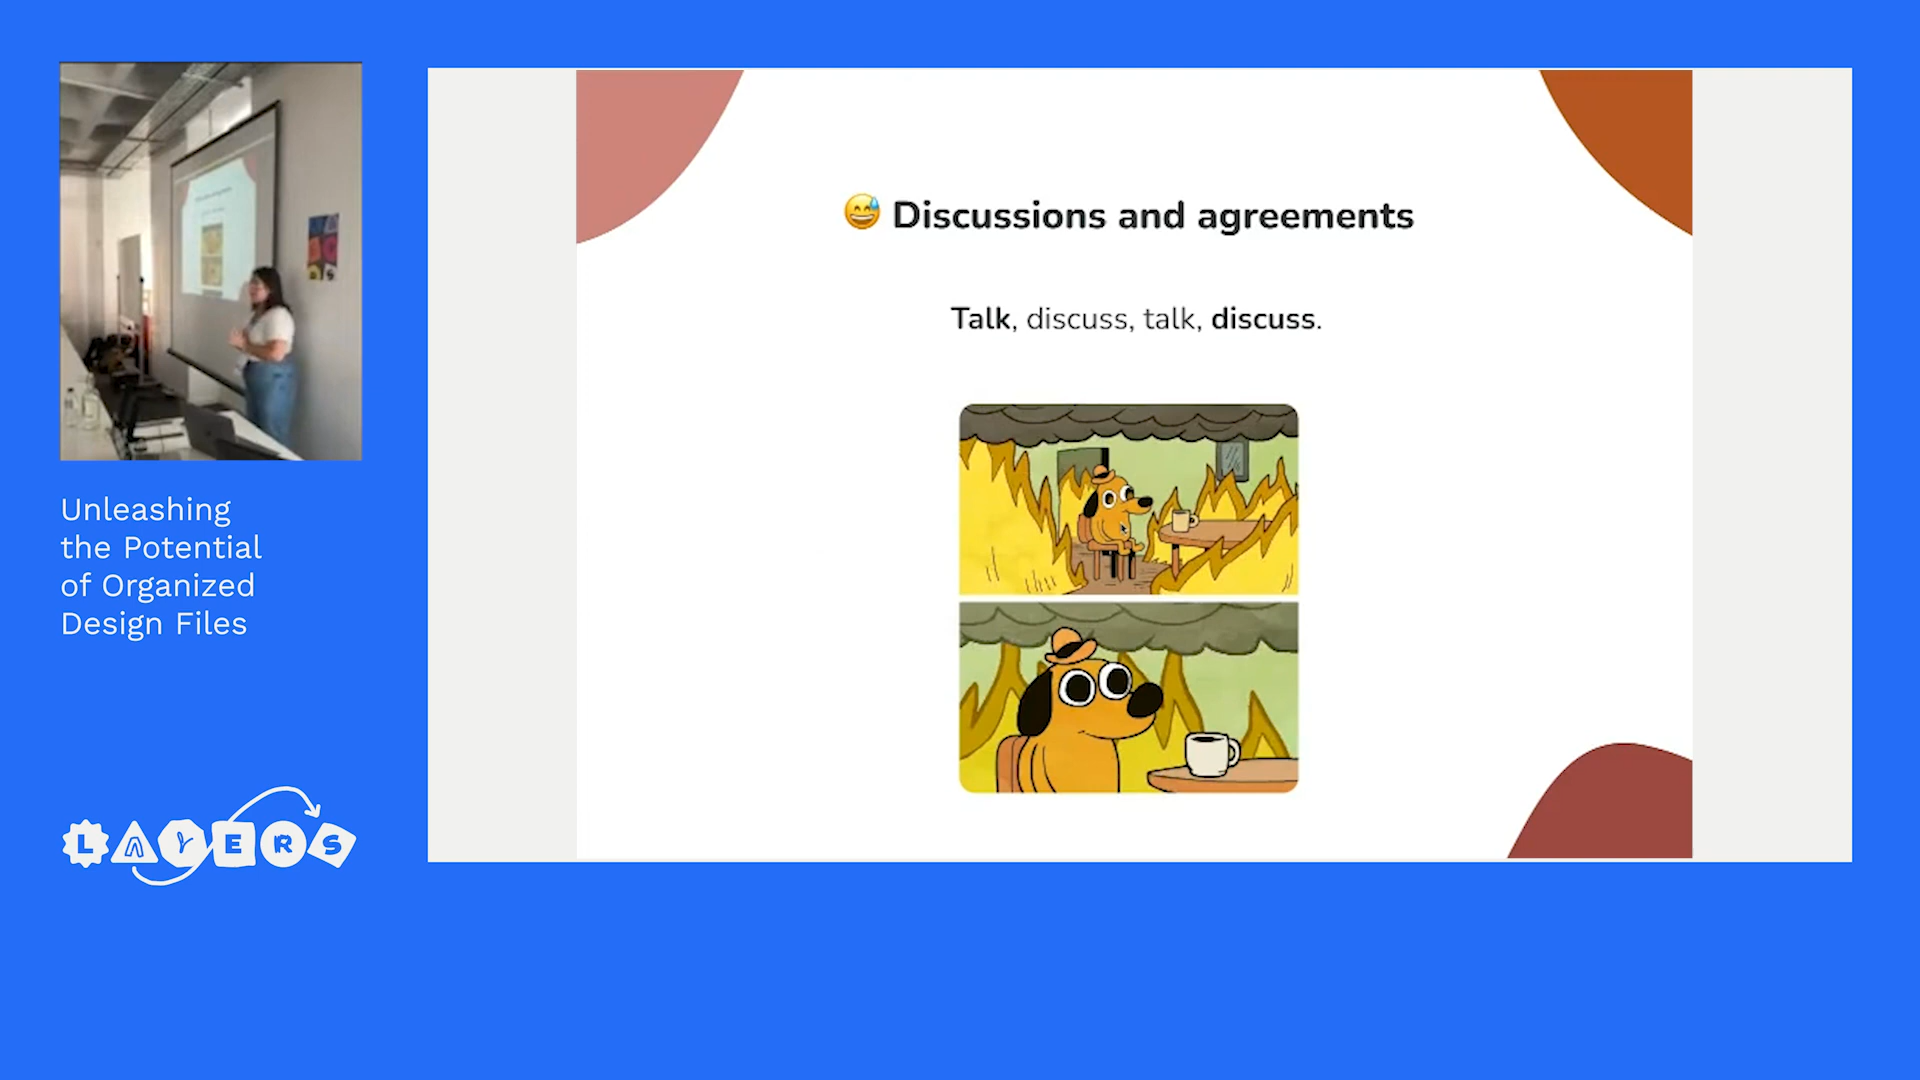 Unleashing
the Potential
of Organized
Design Files
LAYERS
😅 Discussions and agreements
Talk, discuss, talk, discuss.